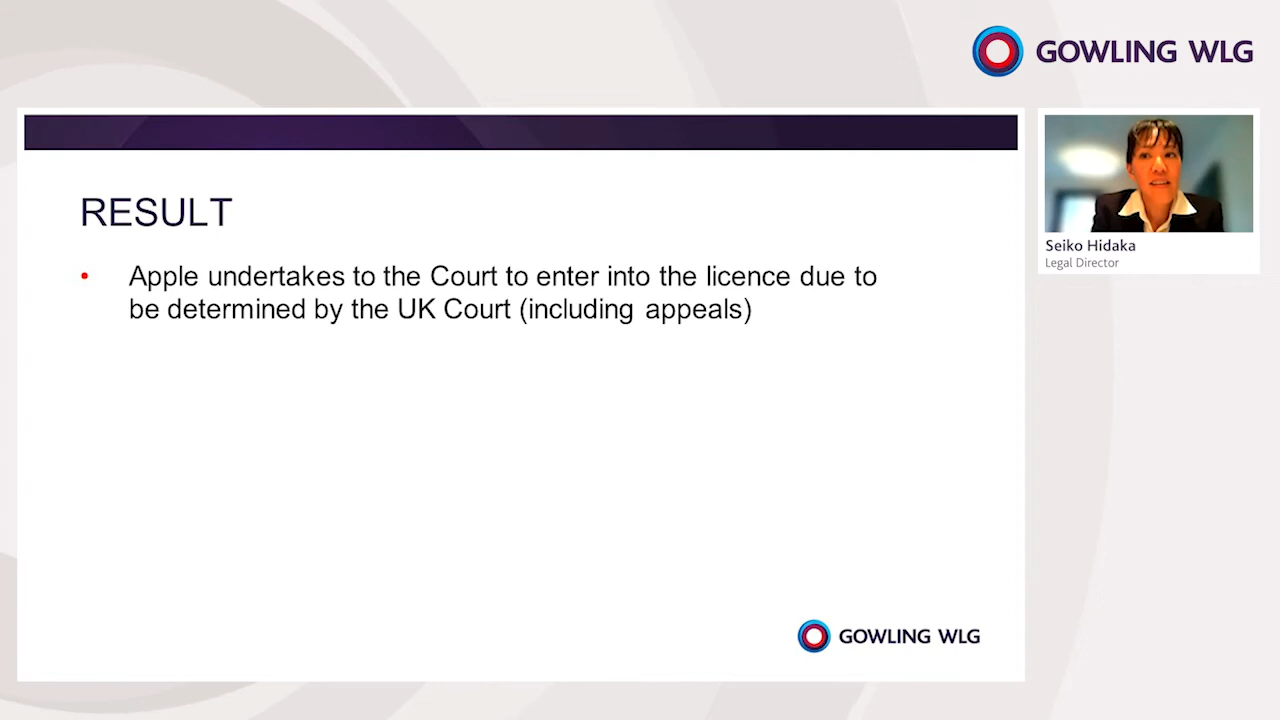 GOWLING WLG
RESULT
• Apple undertakes to the Court to enter into the licence due to
be determined by the UK Court (including appeals)
Seiko Hidaka
Legal Director
GOWLING WLG